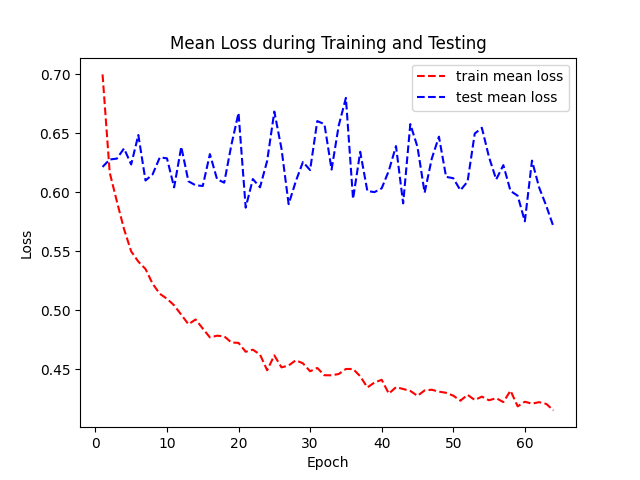 Mean Loss during Training and Testing
train mean loss
test mean loss
Loss
0.70
0.65
0.60
0.55
0.50
0.45
0 10 20 30 40 50 60
Epoch